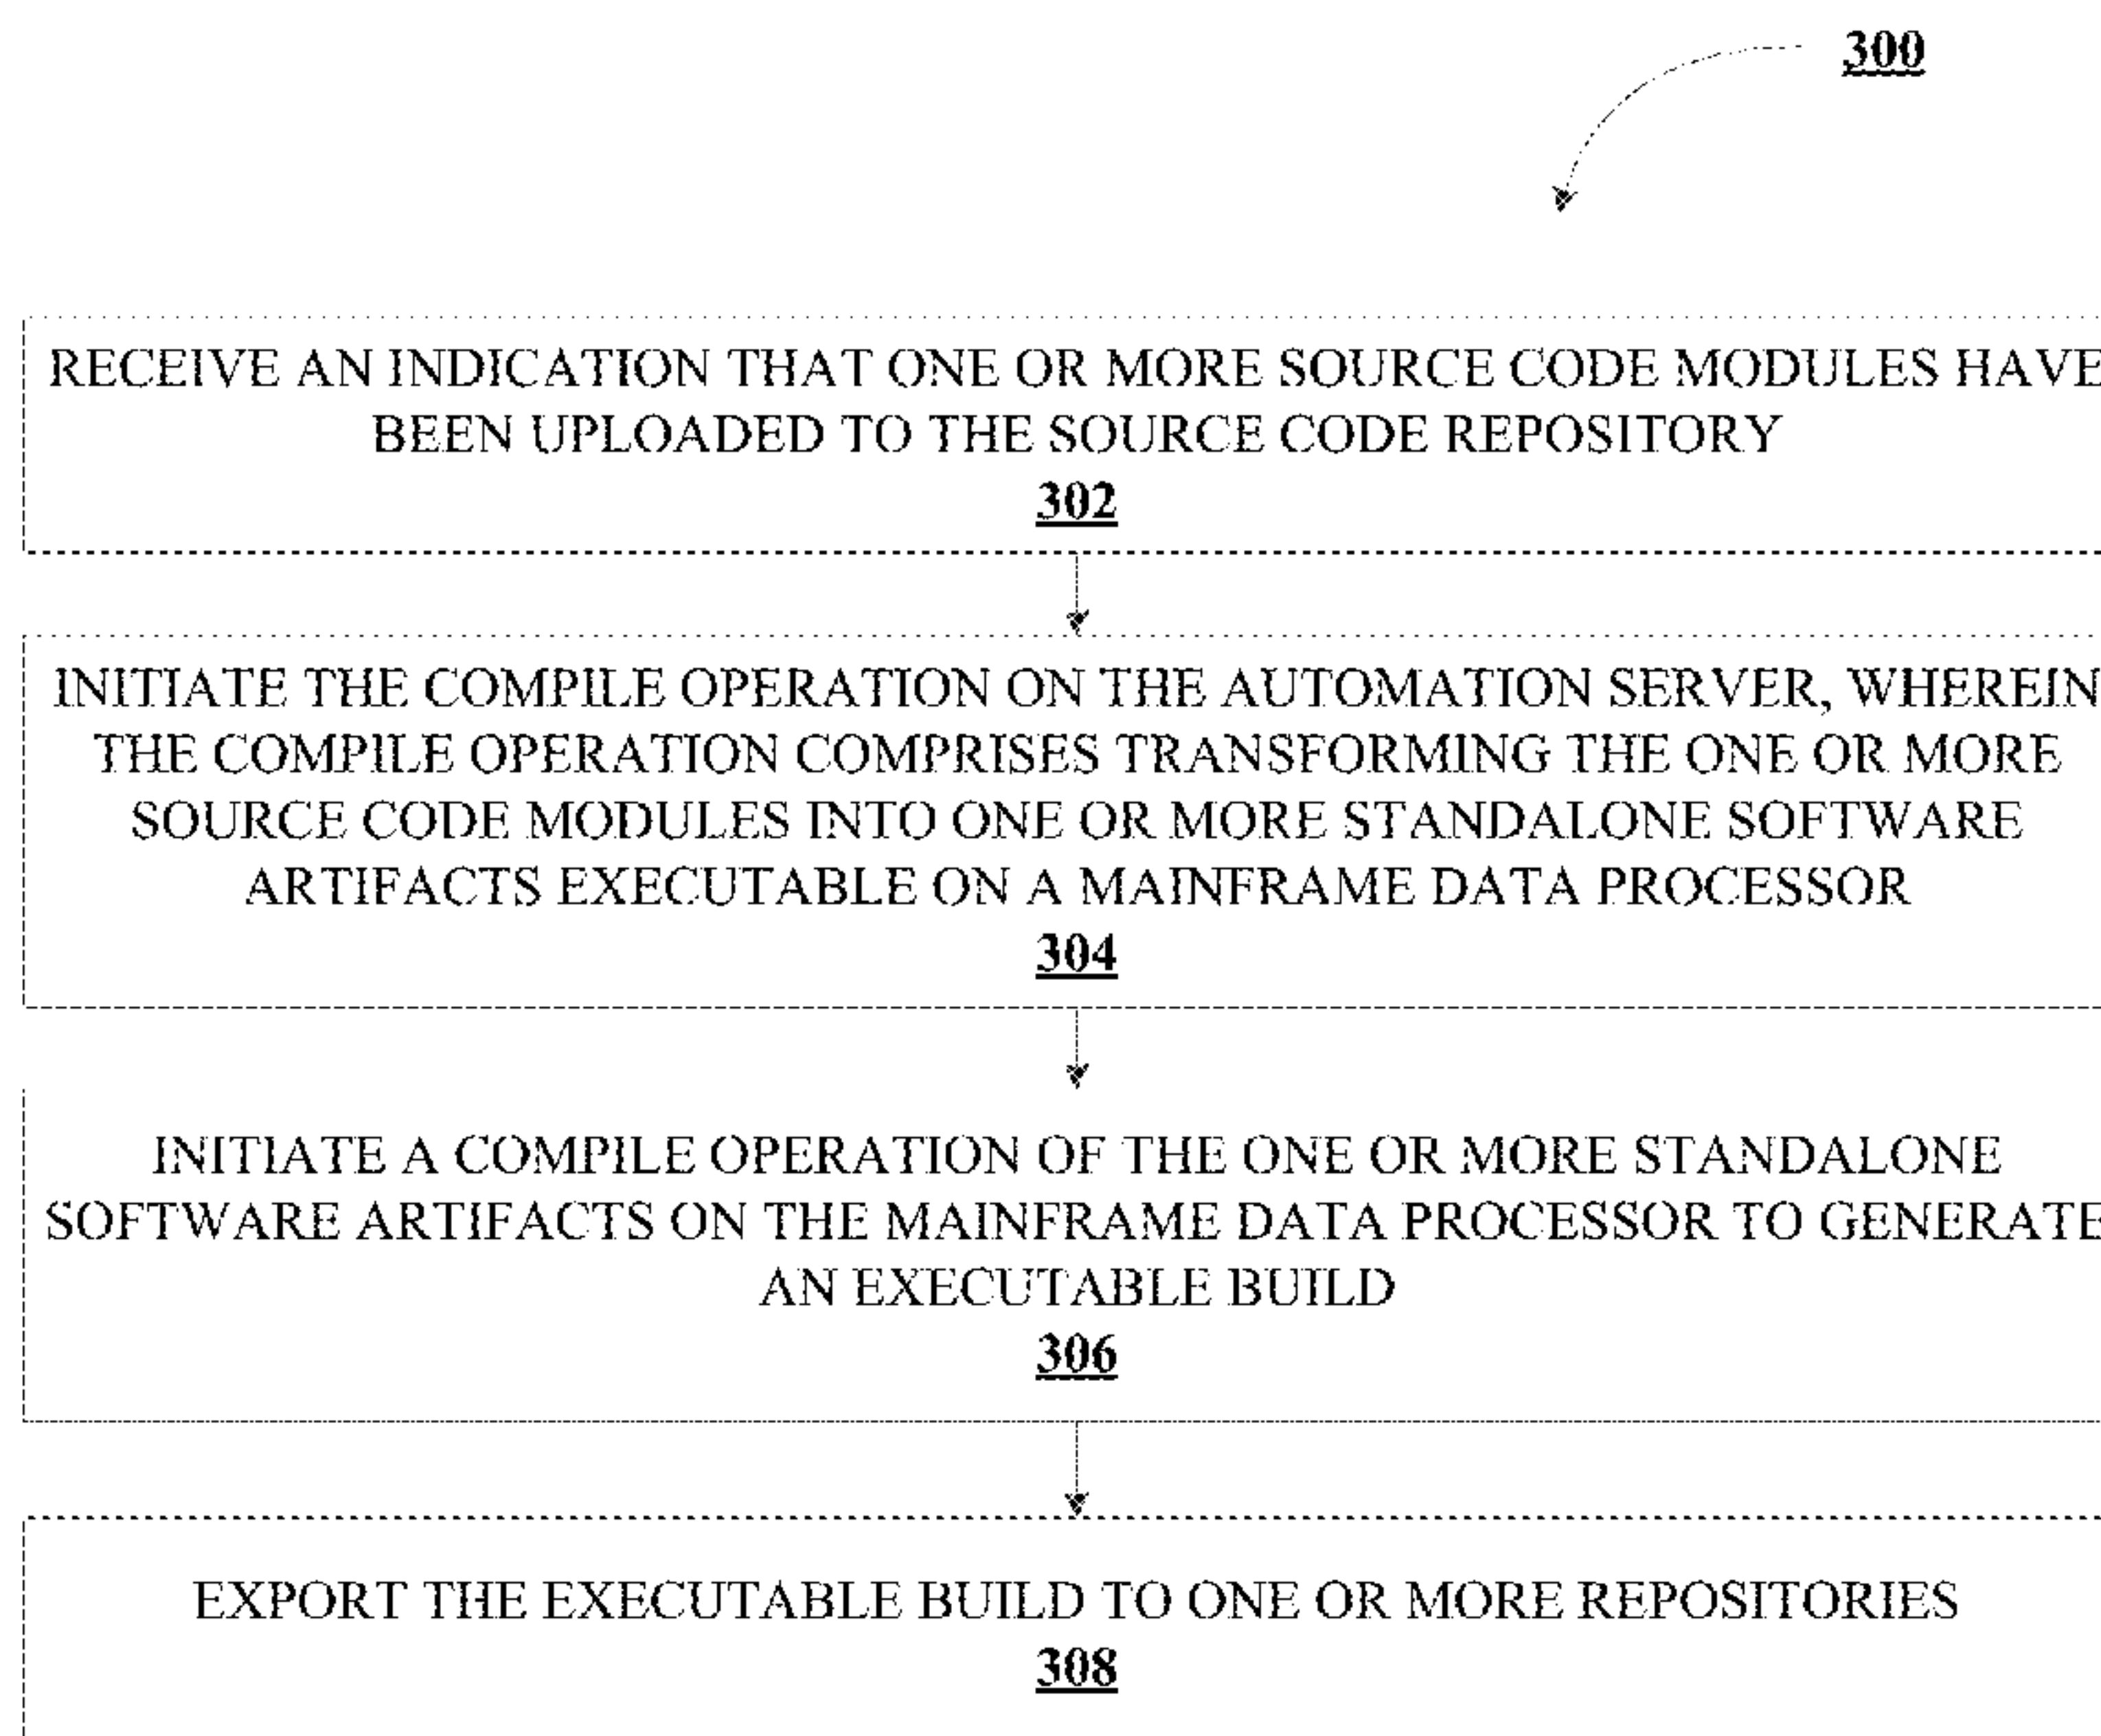 300
RECEIVE AN INDICATION THAT ONE OR MORE SOURCE CODE MODULES HAVE
BEEN UPLOADED TO THE SOURCE CODE REPOSITORY
302
INITIATE THE COMPILE OPERATION ON THE AUTOMATION SERVER, WHEREIN
THE COMPILE OPERATION COMPRISES TRANSFORMING THE ONE OR MORE
SOURCE CODE MODULES INTO ONE OR MORE STANDALONE SOFTWARE
ARTIFACTS EXECUTABLE ON A MAINFRAME DATA PROCESSOR
304
INITIATE A COMPILE OPERATION OF THE ONE OR MORE STANDALONE
SOFTWARE ARTIFACTS ON THE MAINFRAME DATA PROCESSOR TO GENERATE
AN EXECUTABLE BUILD
306
EXPORT THE EXECUTABLE BUILD TO ONE OR MORE REPOSITORIES
308